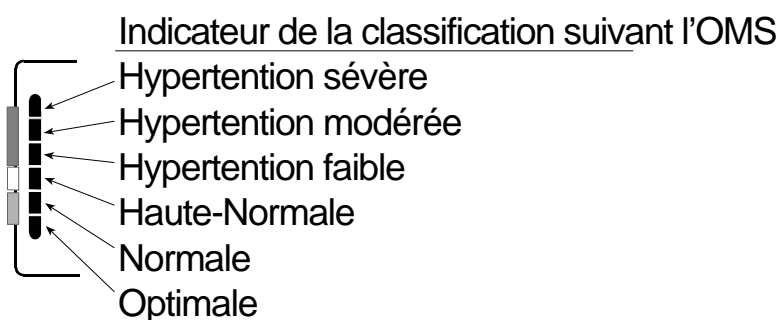 Indicateur de la classification suivant l'OMS
Hypertention sévère
Hypertention modérée
Hypertention faible
Haute-Normale
Normale
Optimale